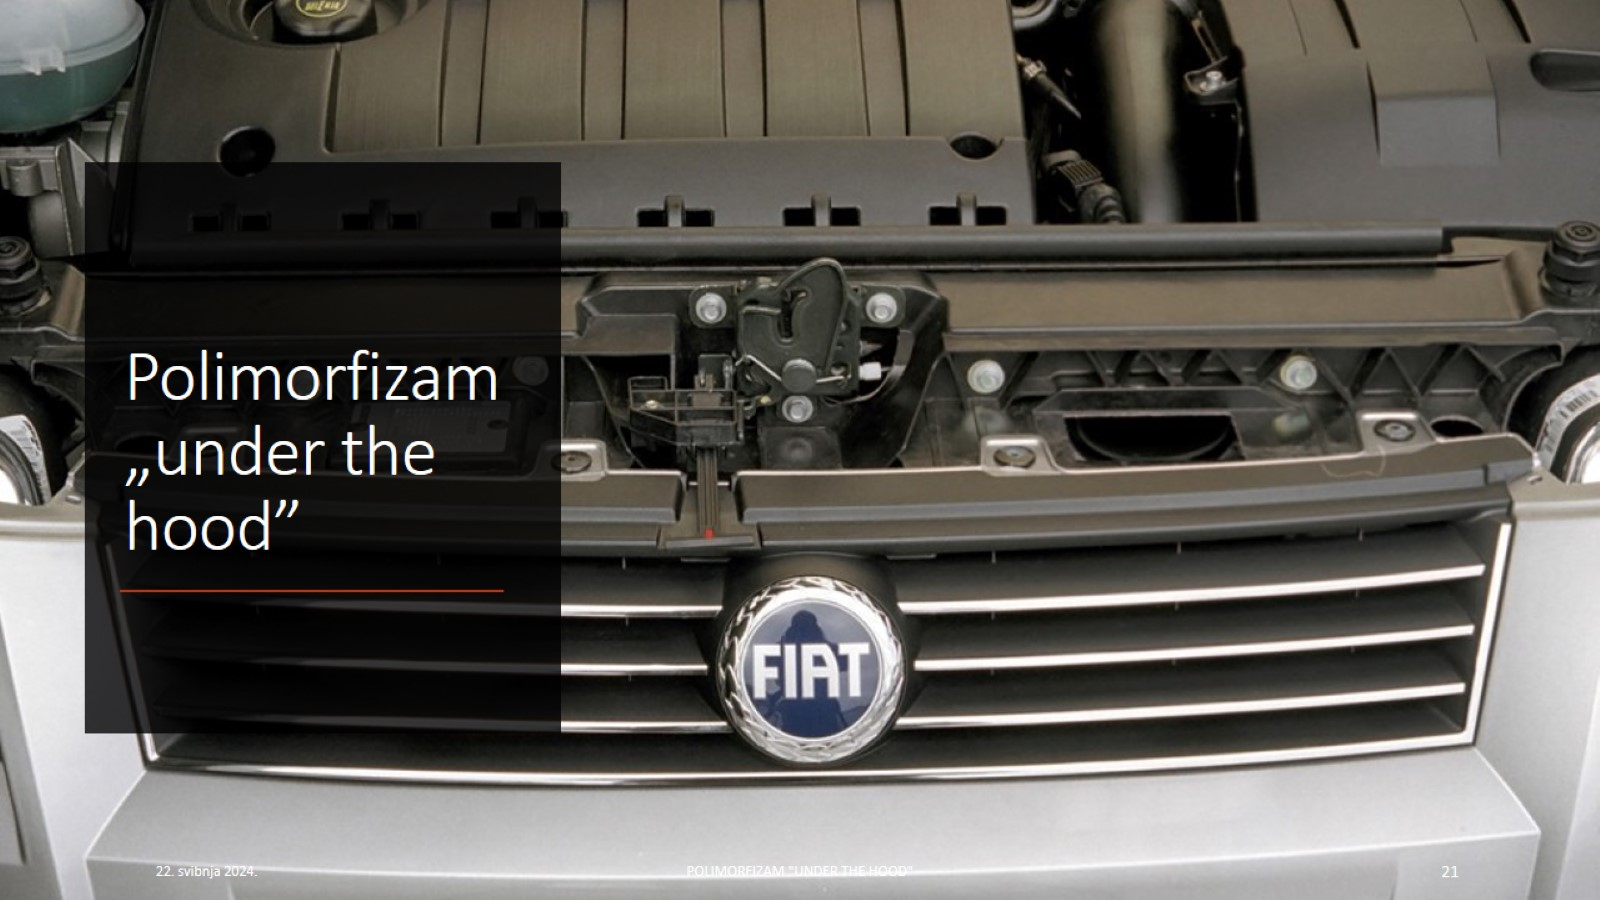 Polimorfizam
„under the
hood”
FIAT
22. svibnja 2024.
POLIMORFIZAM "UNDER THE HOOD"
21